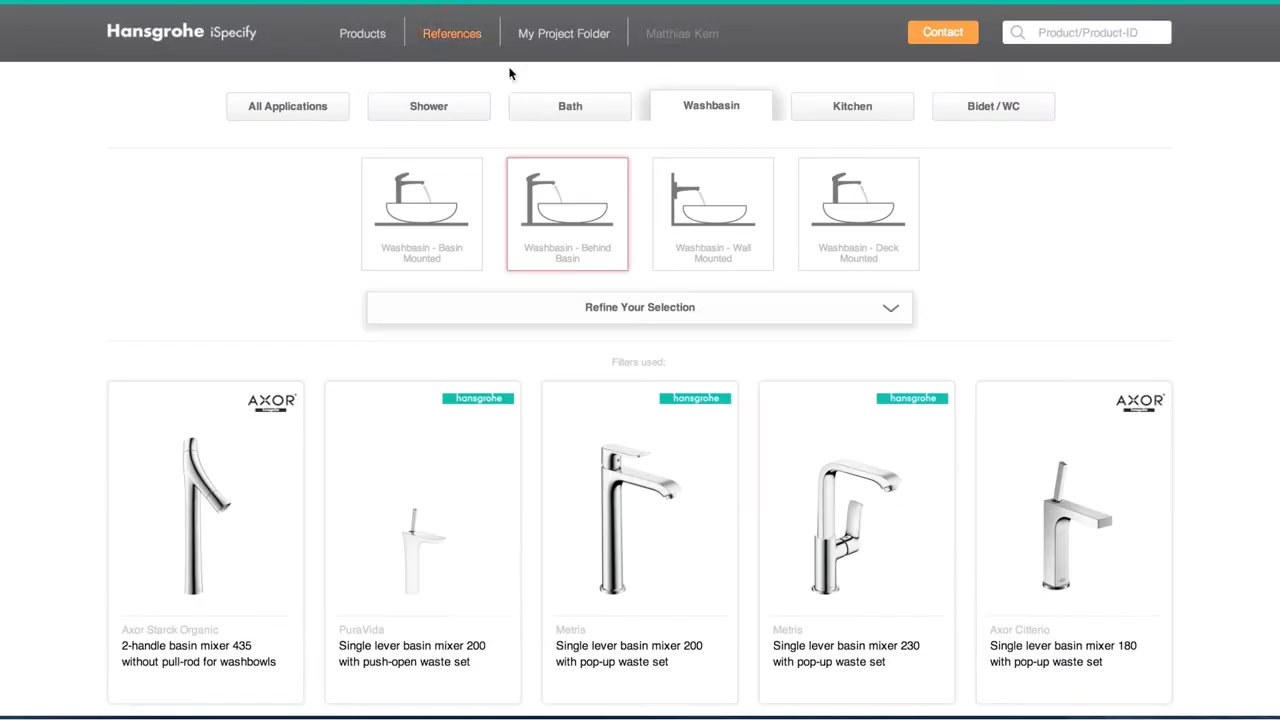 Hansgrohe iSpecify
Products
References
My Project Folder
Matthias Kern
Contact
Product/Product-ID
All Applications
Shower
Bath
Washbasin
Kitchen
Bidet / WC
Washbasin - Basin
Mounted
Washbasin - Behind
Basin
Washbasin - Wall
Mounted
Washbasin - Deck
Mounted
Refine Your Selection
Filters used:
AXOR
hansgrohe
hansgrohe
hansgrohe
hansgrohe
AXOR
hansgrohe
Axor Starck Organic
2-handle basin mixer 435
without pull-rod for washbowls
PuraVida
Single lever basin mixer 200
with push-open waste set
Metris
Single lever basin mixer 200
with pop-up waste set
Metris
Single lever basin mixer 230
with pop-up waste set
Axor Citterio
Single lever basin mixer 180
with pop-up waste set